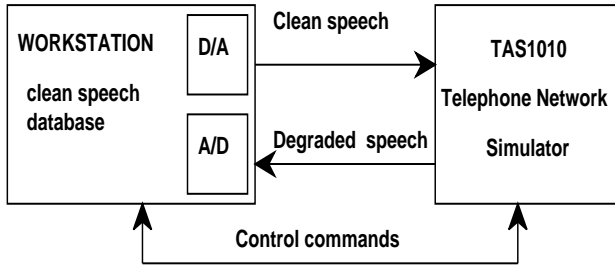 WORKSTATION
clean speech
database
D/A
A/D
Clean speech
Degraded speech
TAS1010
Telephone Network
Simulator
Control commands